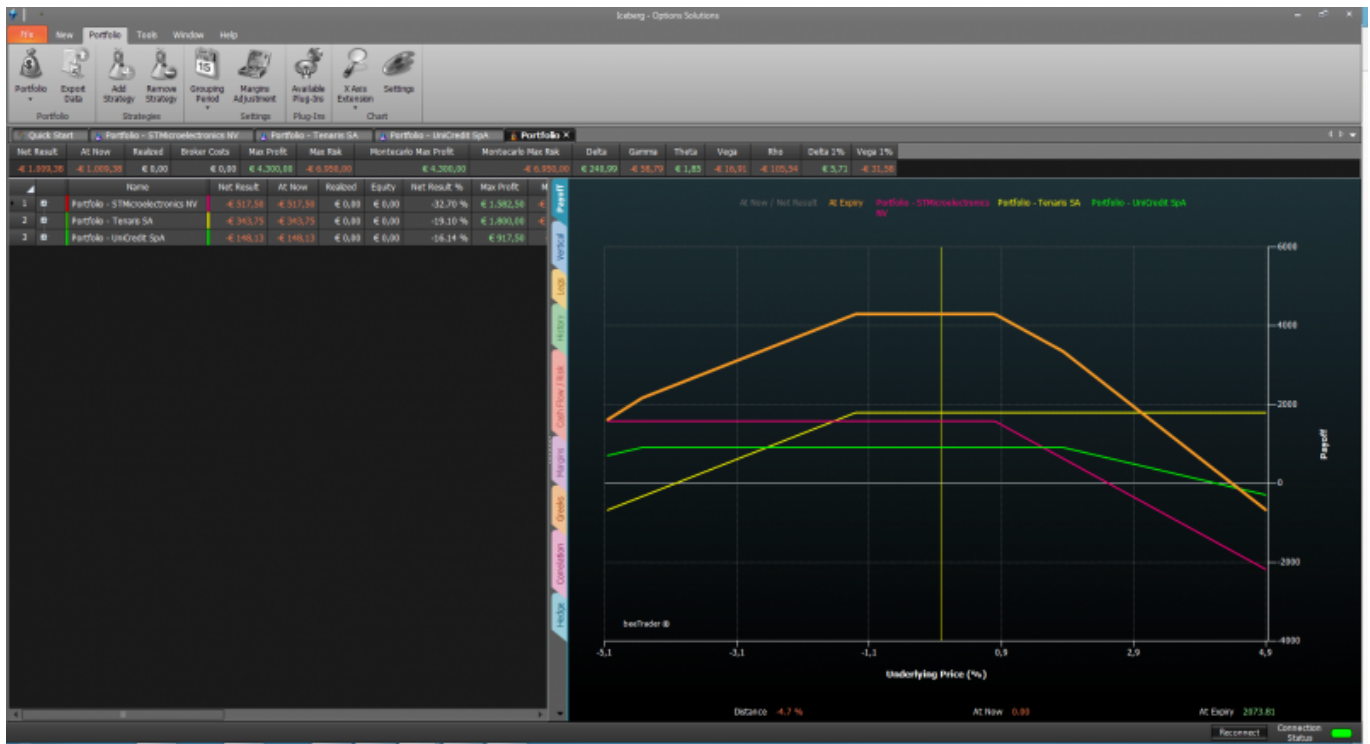 Iceberg - Options Solutions
File New Portfolio Tools Window Help
Portfolio Export Data Add Strategy Remove Strategy Grouping Period Margins Adjustment Available Plug-Ins X Axis Extension Settings
Portfolio Strategies Settings Plug-Ins Chart
Quick Start Portfolio - STMicroelectronics NV Portfolio - Tenaris SA Portfolio - UniCredit SpA Portfolio X
Net Result At Now Realized Broker Costs Max Profit Max Risk Montecarlo Max Profit Montecarlo Max Risk Delta Gamma Theta Vega Rho Delta 1% Vega 1%
-€ 1.009,38 -€ 1.009,38 € 0,00 € 0,00 € 4.300,00 -€ 6.950,00 € 4.300,00 -€ 6.950,00 € 240,99 -€ 58,79 € 1,85 -€ 16,91 -€ 105,54 € 5,71 -€ 31,56
Name Net Result At Now Realized Equity Net Result % Max Profit M
1 Portfolio - STMicroelectronics NV -€ 517,50 -€ 517,50 € 0,00 € 0,00 -32.70 % € 1.582,50 -€
2 Portfolio - Tenaris SA -€ 343,75 -€ 343,75 € 0,00 € 0,00 -19.10 % € 1.800,00 -€
3 Portfolio - UniCredit SpA -€ 148,13 -€ 148,13 € 0,00 € 0,00 -16.14 % € 917,50
Payoff
Vertical
Legs
History
Cash Flow / Risk
Margins
Greeks
Correlation
Hedge
At Now / Net Result At Expiry Portfolio - STMicroelectronics NV Portfolio - Tenaris SA Portfolio - UniCredit SpA
6000
4000
2000
0
-2000
-4000
Payoff
beeTrader ®
-5,1 -3,1 -1,1 0,9 2,9 4,9
Underlying Price (%)
Distance -4.7 % At Now 0.00 At Expiry 2073.81
Reconnect Connection Status